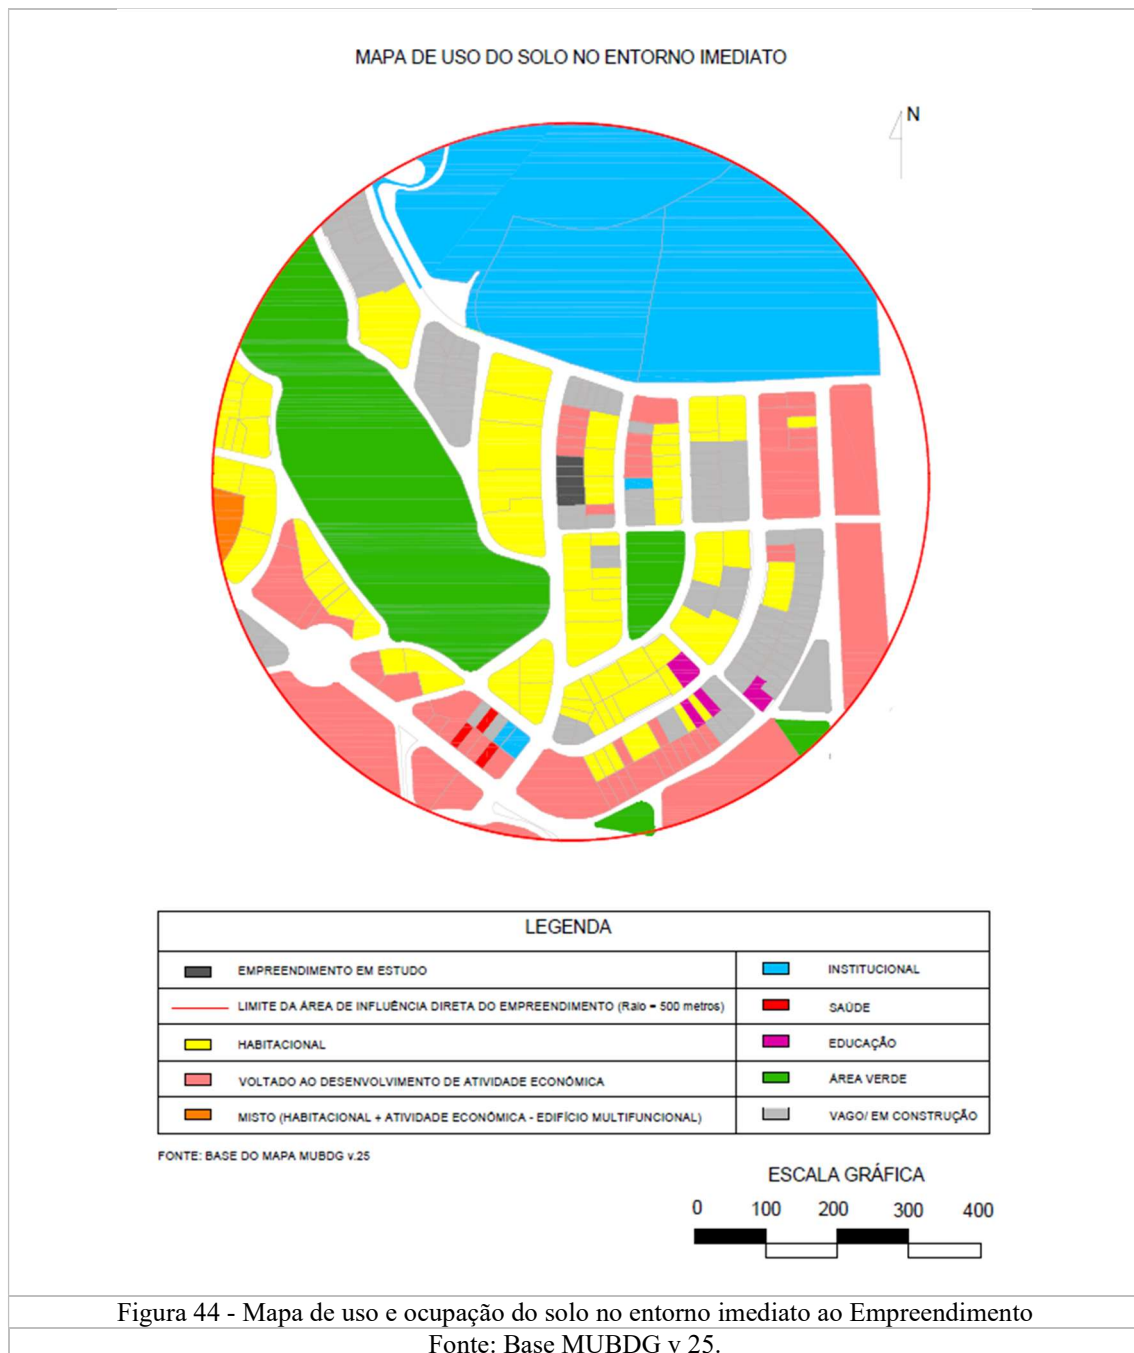 MAPA DE USO DO SOLO NO ENTORNO IMEDIATO
N
LEGENDA
EMPREENDIMENTO EM ESTUDO
INSTITUCIONAL
LIMITE DA ÁREA DE INFLUÊNCIA DIRETA DO EMPREENDIMENTO (Raio = 500 metros)
SAÚDE
HABITACIONAL
EDUCAÇÃO
VOLTADO AO DESENVOLVIMENTO DE ATIVIDADE ECONÔMICA
ÁREA VERDE
MISTO (HABITACIONAL + ATIVIDADE ECONÔMICA - EDIFÍCIO MULTIFUNCIONAL)
VAGO/ EM CONSTRUÇÃO
FONTE: BASE DO MAPA MUBDG v.25
ESCALA GRÁFICA
0 100 200 300 400
Figura 44 - Mapa de uso e ocupação do solo no entorno imediato ao Empreendimento
Fonte: Base MUBDG v 25.